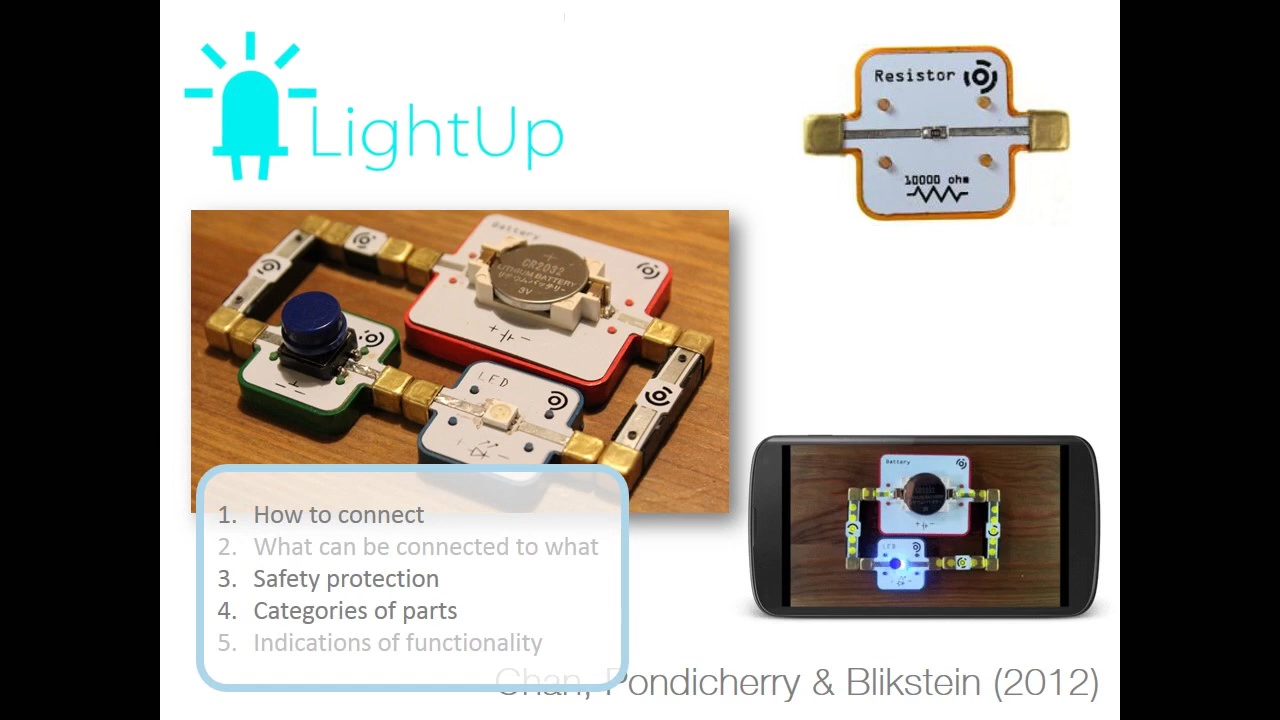 LightUp
Resistor
10000 ohm
Battery
CR2032
LITHIUM BATTERY
3V
LED
Battery
LED
1. How to connect
2. What can be connected to what
3. Safety protection
4. Categories of parts
5. Indications of functionality
Chan, Pondicherry & Blikstein (2012)